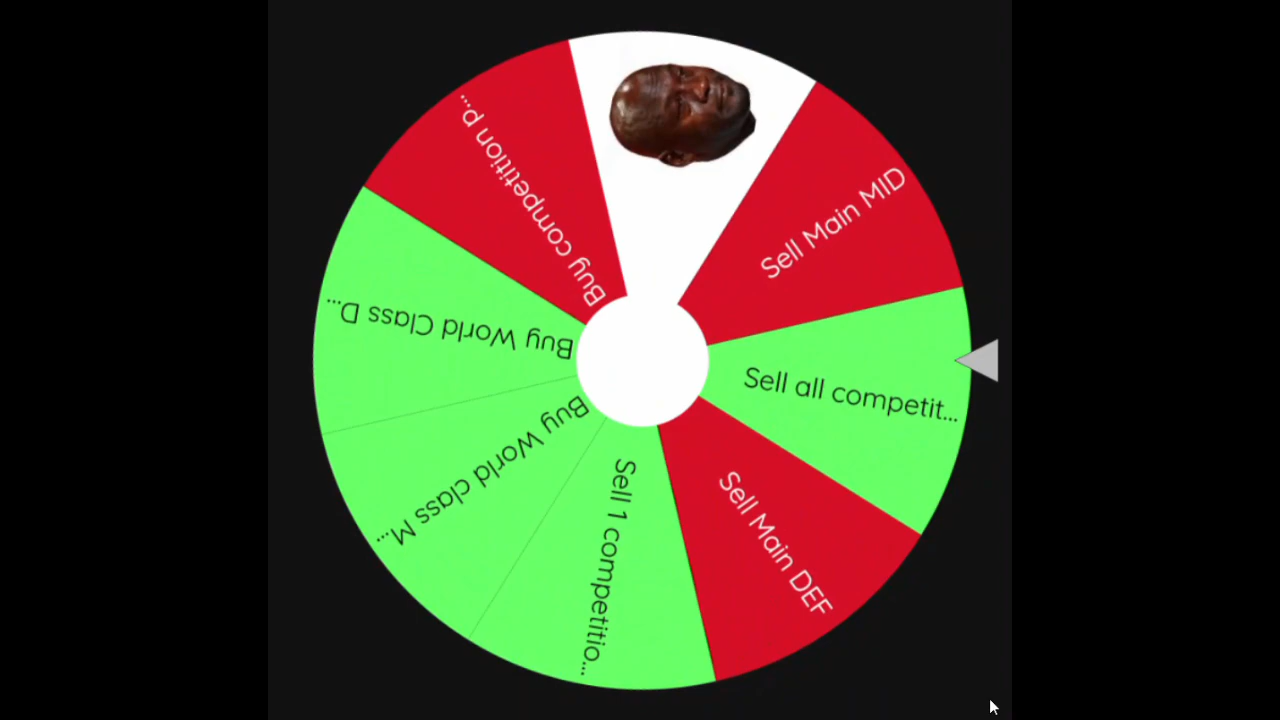 Buy competition p...
Sell Main MID
Buy World Class D...
Sell all competit...
Buy World class M...
Sell 1 competitio...
Sell Main DEF